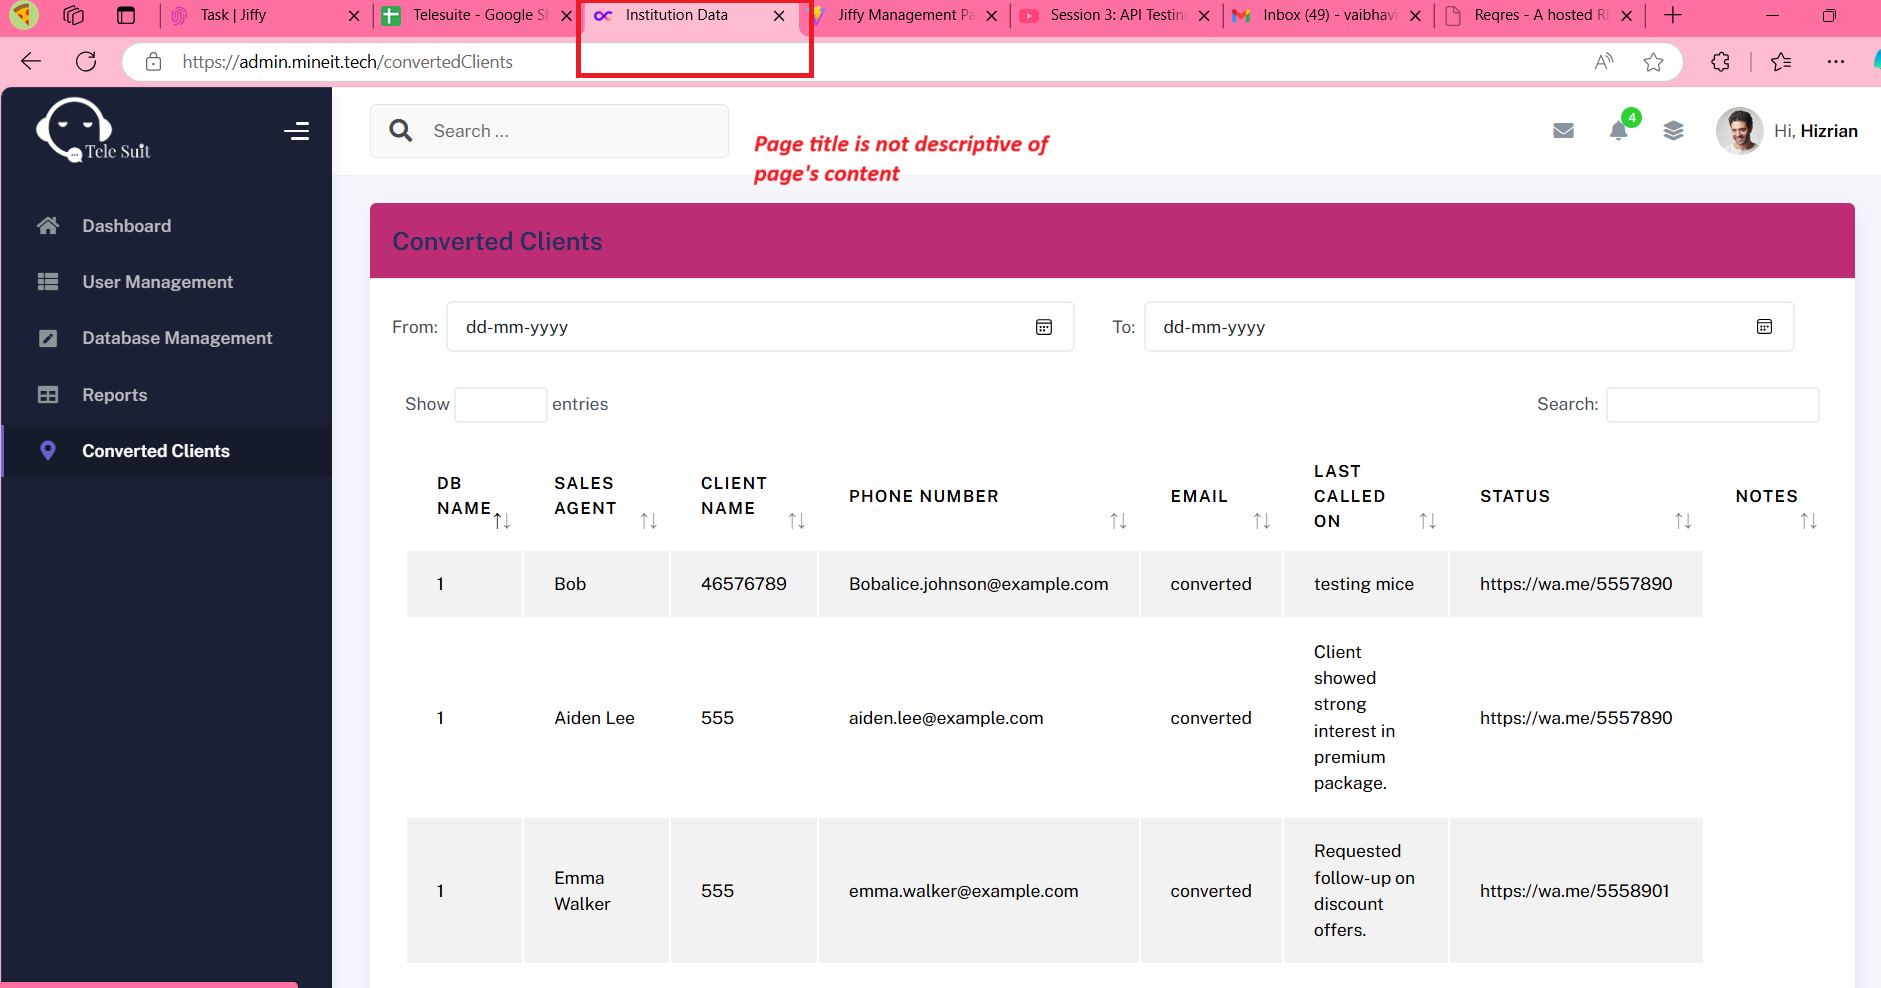 Task | Jiffy
Telesuite - Google Sh
Institution Data
Jiffy Management Pa
Session 3: API Testin
Inbox (49) - vaibhavi
Reqres - A hosted RE
https://admin.mineit.tech/convertedClients
Tele Suit
Search ...
4
Hi, Hizrian
Page title is not descriptive of
page's content
Dashboard
User Management
Database Management
Reports
Converted Clients
Converted Clients
From: dd-mm-yyyy
To: dd-mm-yyyy
Show entries
Search:
DB NAME
SALES AGENT
CLIENT NAME
PHONE NUMBER
EMAIL
LAST CALLED ON
STATUS
NOTES
1 Bob 46576789 Bobalice.johnson@example.com converted testing mice https://wa.me/5557890
1 Aiden Lee 555 aiden.lee@example.com converted Client showed strong interest in premium package. https://wa.me/5557890
1 Emma Walker 555 emma.walker@example.com converted Requested follow-up on discount offers. https://wa.me/5558901